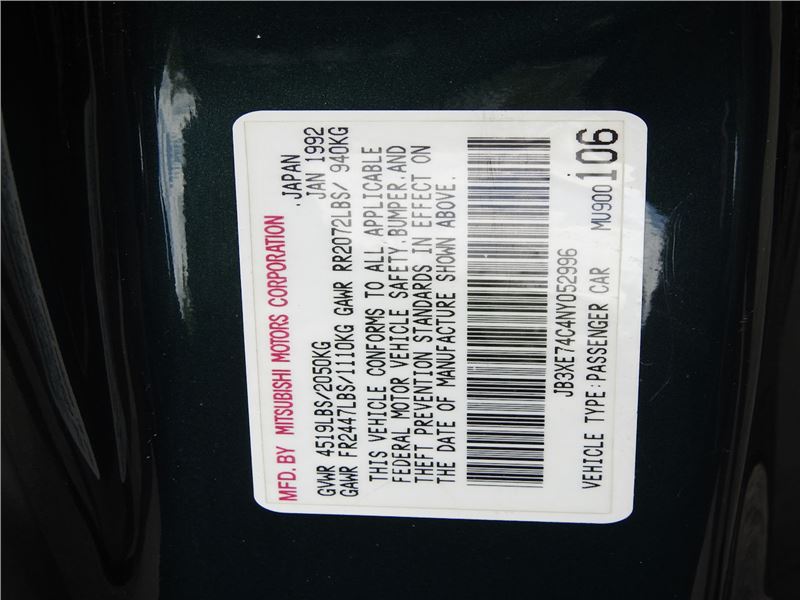 MFD. BY MITSUBISHI MOTORS CORPORATION
.JAPAN
GVWR 4519LBS/2050KG JAN 1992
GAWR FR2447LBS/1110KG GAWR RR2072LBS/ 940KG
THIS VEHICLE CONFORMS TO ALL APPLICABLE
FEDERAL MOTOR VEHICLE SAFETY,BUMPER,AND
THEFT PREVENTION STANDARDS IN EFFECT ON
THE DATE OF MANUFACTURE SHOWN ABOVE.
JB3XE74C4NY052996
VEHICLE TYPE:PASSENGER CAR MU900 106